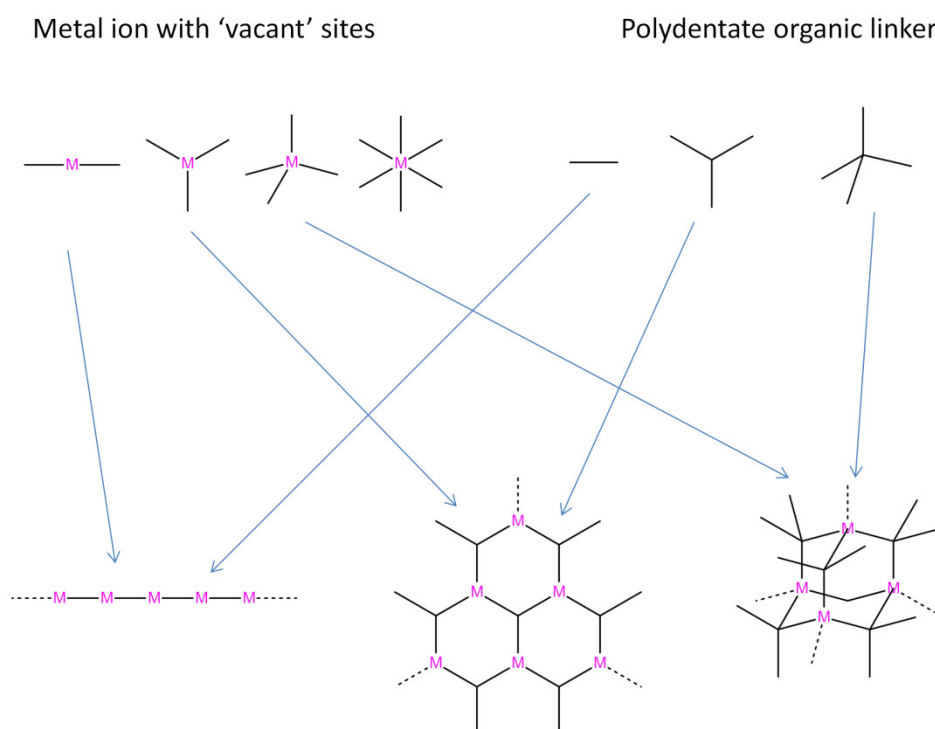 Metal ion with ‘vacant’ sites
Polydentate organic linker
M M M M
M M M M M
M
M M
M M M
M
M M
M